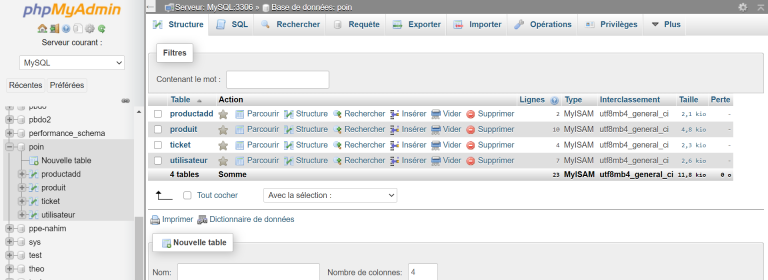 phpMyAdmin
Serveur courant :
MySQL
Récentes Préférées
pbdo2
performance_schema
poin
Nouvelle table
productadd
produit
ticket
utilisateur
ppe-nahim
sys
test
theo
Serveur: MySQL:3306 » Base de données: poin
Structure SQL Rechercher Requête Exporter Importer Opérations Privilèges Plus
Filtres
Contenant le mot :
Table Action Lignes Type Interclassement Taille Perte
productadd Parcourir Structure Rechercher Insérer Vider Supprimer 2 MyISAM utf8mb4_general_ci 2,1 kio -
produit Parcourir Structure Rechercher Insérer Vider Supprimer 10 MyISAM utf8mb4_general_ci 4,8 kio -
ticket Parcourir Structure Rechercher Insérer Vider Supprimer 4 MyISAM utf8mb4_general_ci 2,3 kio -
utilisateur Parcourir Structure Rechercher Insérer Vider Supprimer 7 MyISAM utf8mb4_general_ci 2,6 kio -
4 tables Somme 23 MyISAM utf8mb4_general_ci 11,8 kio 0 o
Tout cocher Avec la sélection :
Imprimer Dictionnaire de données
Nouvelle table
Nom: Nombre de colonnes: 4